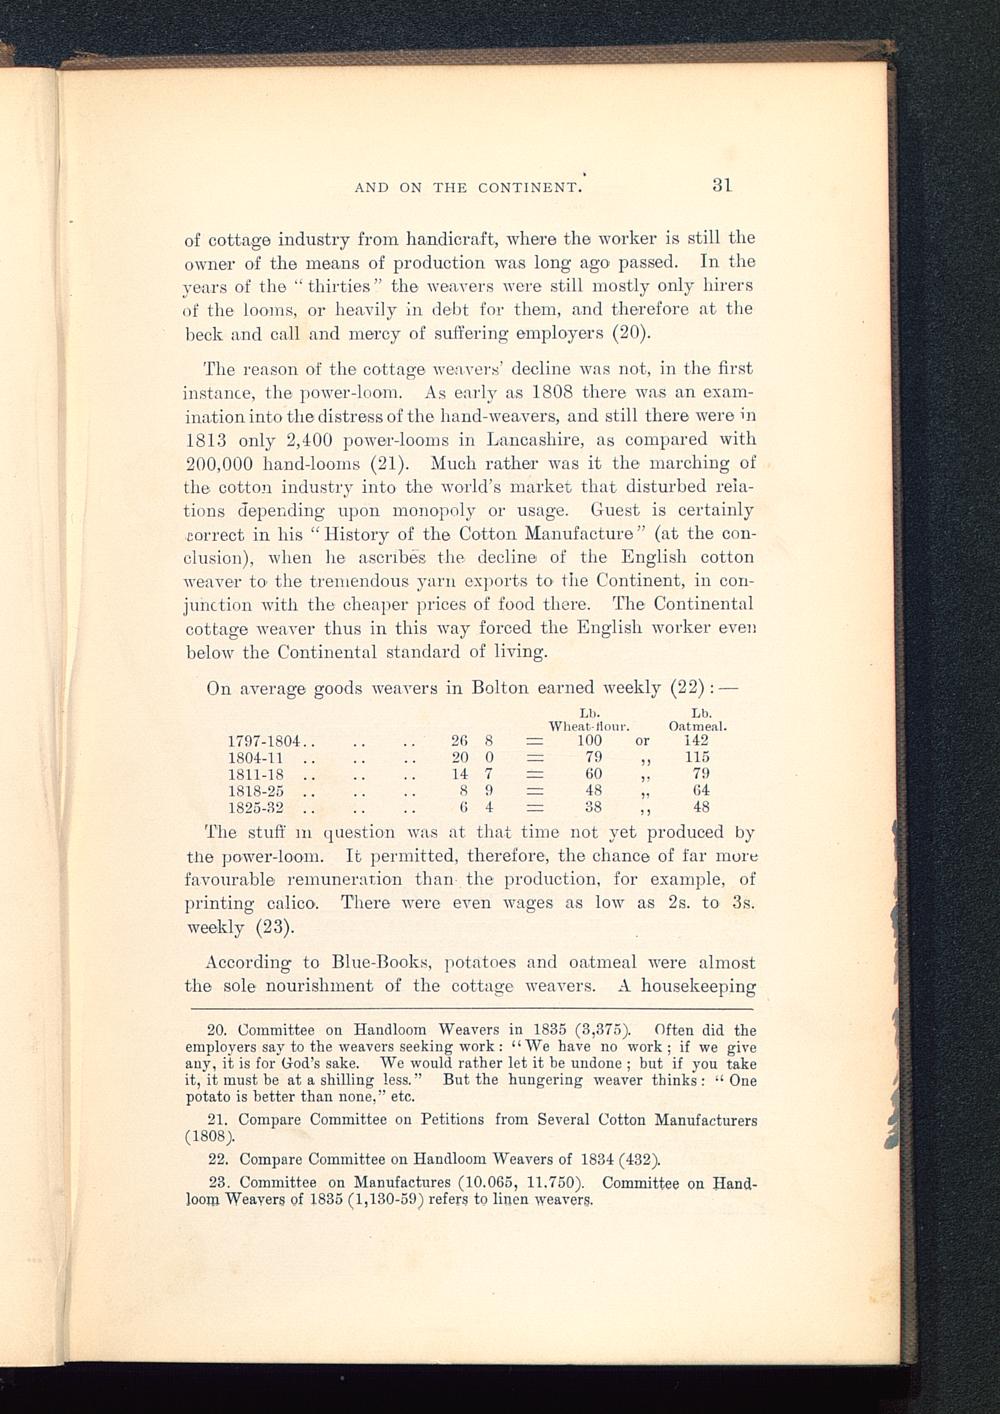 AND ON THE CONTINENT. 31
of cottage industry from handicraft, where the worker is still the
owner of the means of production was long ago passed. In the
years of the "thirties" the weavers were still mostly only hirers
of the looms, or heavily in debt for them, and therefore at the
beck and call and mercy of suffering employers (20).
The reason of the cottage weavers' decline was not, in the first
instance, the power-loom. As early as 1808 there was an exam-
ination into the distress of the hand-weavers, and still there were in
1813 only 2,400 power-looms in Lancashire, as compared with
200,000 hand-looms (21). Much rather was it the marching of
the cotton industry into the world's market that disturbed rela-
tions depending upon monopoly or usage. Guest is certainly
correct in his "History of the Cotton Manufacture" (at the con-
clusion), when he ascribes the decline of the English cotton
weaver to the tremendous yarn exports to the Continent, in con-
junction with the cheaper prices of food there. The Continental
cottage weaver thus in this way forced the English worker even
below the Continental standard of living.
On average goods weavers in Bolton earned weekly (22):—
Lb. Lb.
Wheat-flour. Oatmeal.
1797-1804.. .. .. 26 8 = 100 or 142
1804-11 .. .. .. 20 0 = 79 ,, 115
1811-18 .. .. .. 14 7 = 60 ,, 79
1818-25 .. .. .. 8 9 = 48 ,, 64
1825-32 .. .. .. 6 4 = 38 ,, 48
The stuff in question was at that time not yet produced by
the power-loom. It permitted, therefore, the chance of far more
favourable remuneration than the production, for example, of
printing calico. There were even wages as low as 2s. to 3s.
weekly (23).
According to Blue-Books, potatoes and oatmeal were almost
the sole nourishment of the cottage weavers. A housekeeping
20. Committee on Handloom Weavers in 1835 (3,375). Often did the
employers say to the weavers seeking work: "We have no work; if we give
any, it is for God's sake. We would rather let it be undone; but if you take
it, it must be at a shilling less." But the hungering weaver thinks: "One
potato is better than none," etc.
21. Compare Committee on Petitions from Several Cotton Manufacturers
(1808).
22. Compare Committee on Handloom Weavers of 1834 (432).
23. Committee on Manufactures (10.065, 11.750). Committee on Hand-
loom Weavers of 1835 (1,130-59) refers to linen weavers.